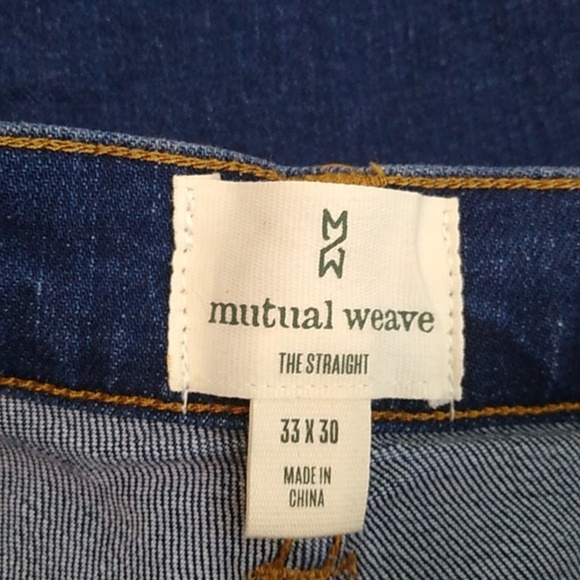 MW
mutual weave
THE STRAIGHT
33 X 30
MADE IN
CHINA